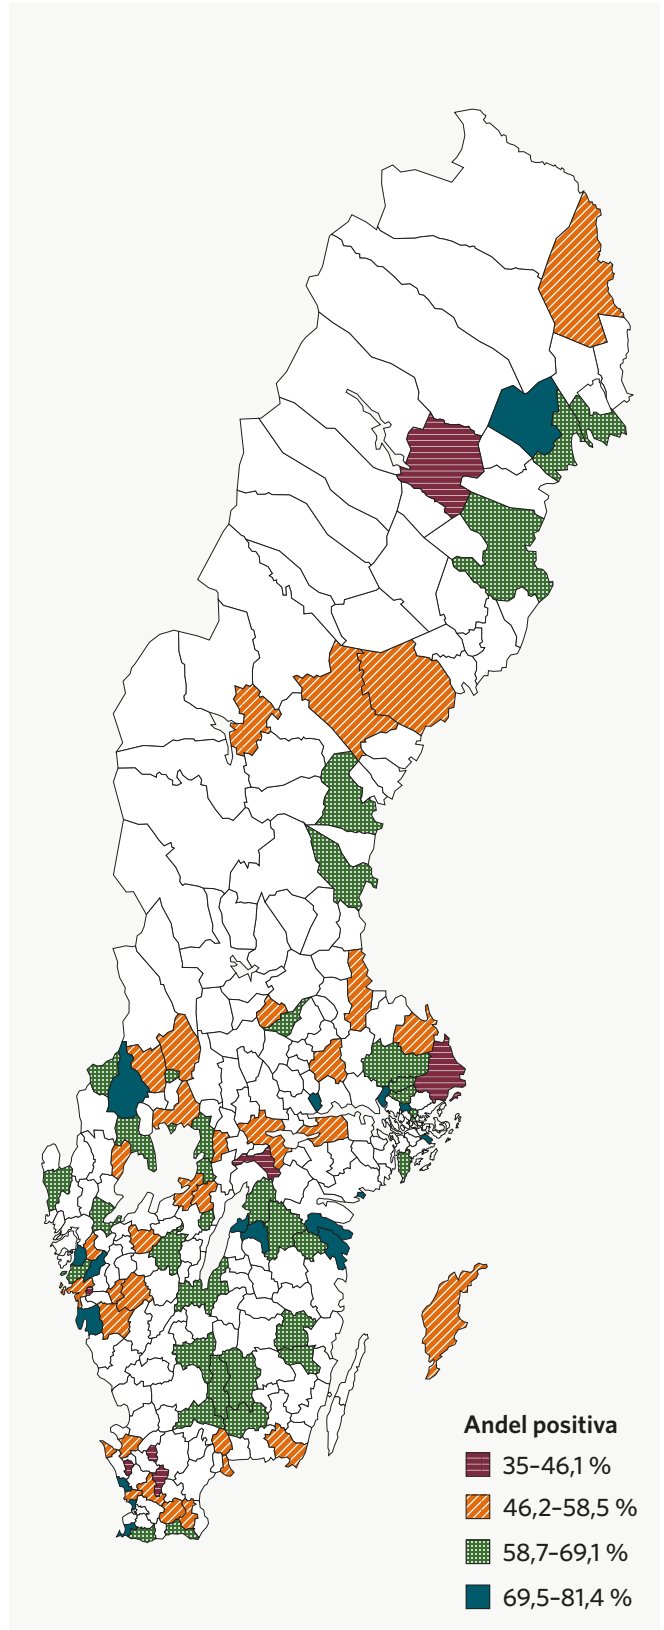 Andel positiva
35–46,1 %
46,2–58,5 %
58,7–69,1 %
69,5–81,4 %